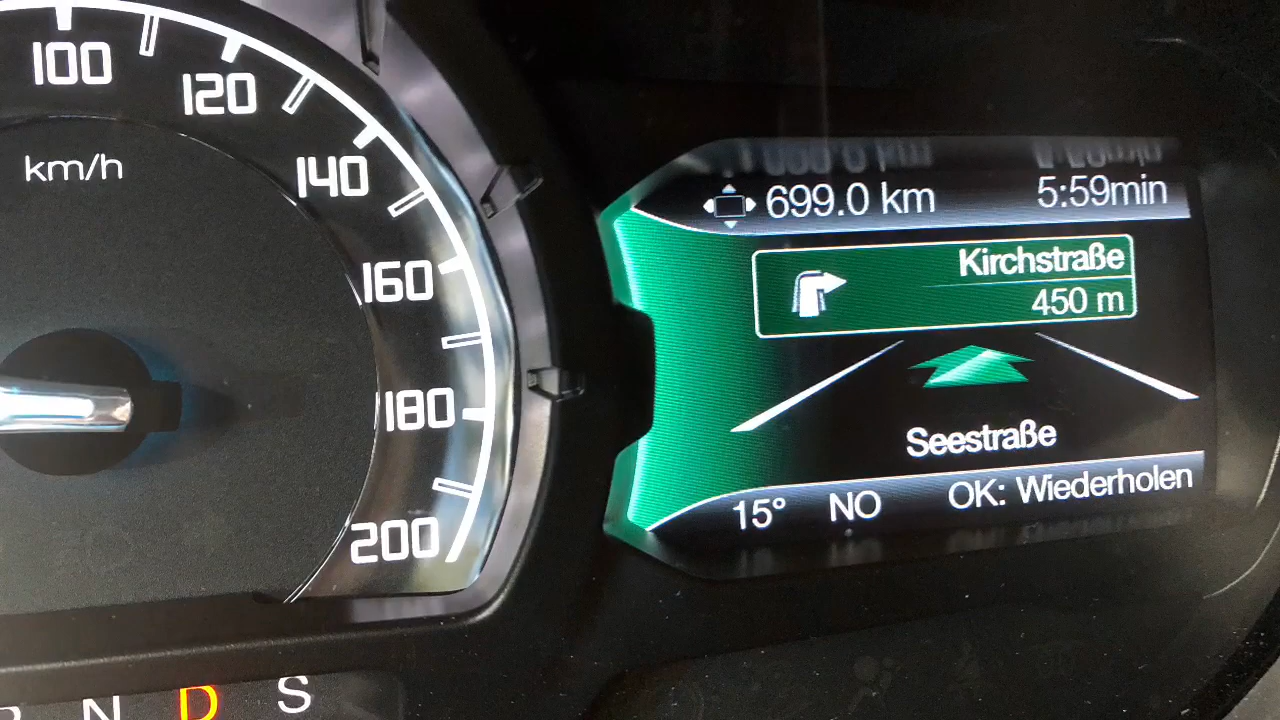 100
120
140
160
180
200
km/h
N D S
699.0 km 5:59min
Kirchstraße
450 m
Seestraße
15° NO OK: Wiederholen